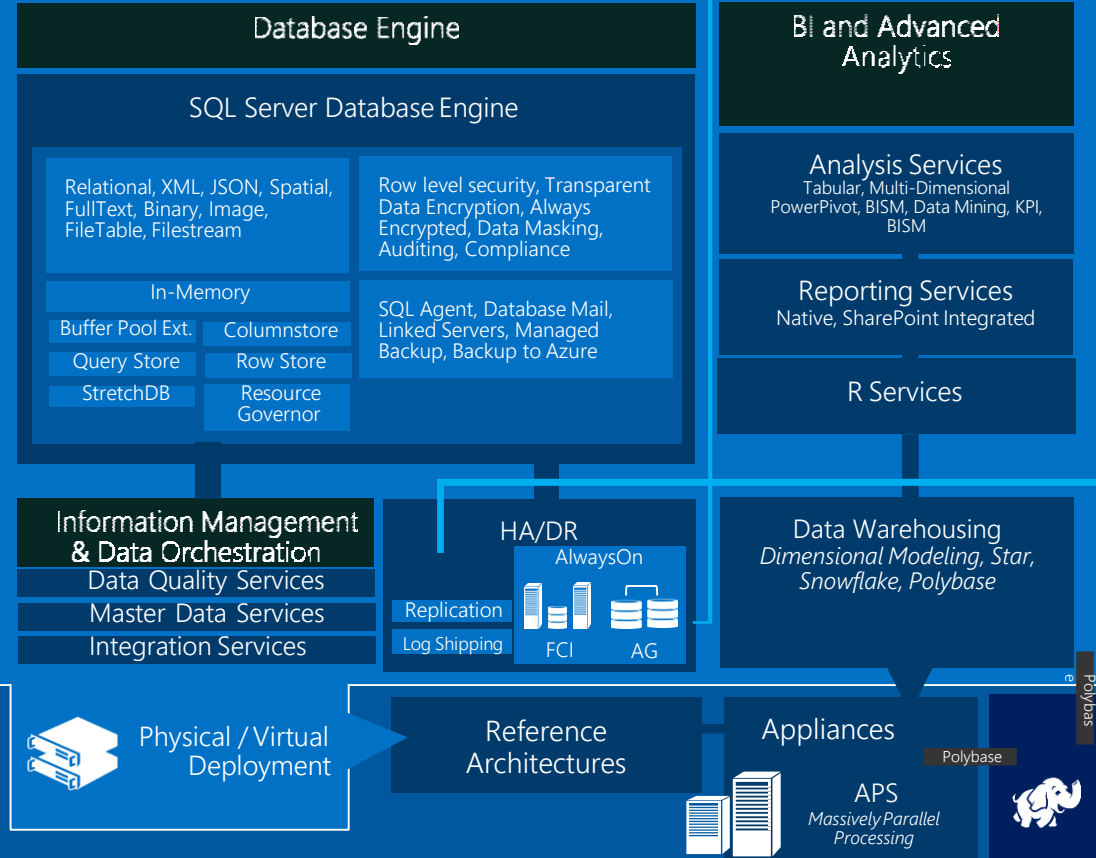 Database Engine
SQL Server Database Engine
Relational, XML, JSON, Spatial,
FullText, Binary, Image,
FileTable, Filestream
Row level security, Transparent
Data Encryption, Always
Encrypted, Data Masking,
Auditing, Compliance
In-Memory
Buffer Pool Ext.
Columnstore
Query Store
Row Store
StretchDB
Resource
Governor
SQL Agent, Database Mail,
Linked Servers, Managed
Backup, Backup to Azure
BI and Advanced
Analytics
Analysis Services
Tabular, Multi-Dimensional
PowerPivot, BISM, Data Mining, KPI,
BISM
Reporting Services
Native, SharePoint Integrated
R Services
Information Management
& Data Orchestration
Data Quality Services
Master Data Services
Integration Services
HA/DR
AlwaysOn
Replication
Log Shipping
FCI
AG
Data Warehousing
Dimensional Modeling, Star,
Snowflake, Polybase
Physical / Virtual
Deployment
Reference
Architectures
Appliances
Polybase
APS
Massively Parallel
Processing
Polybas
e